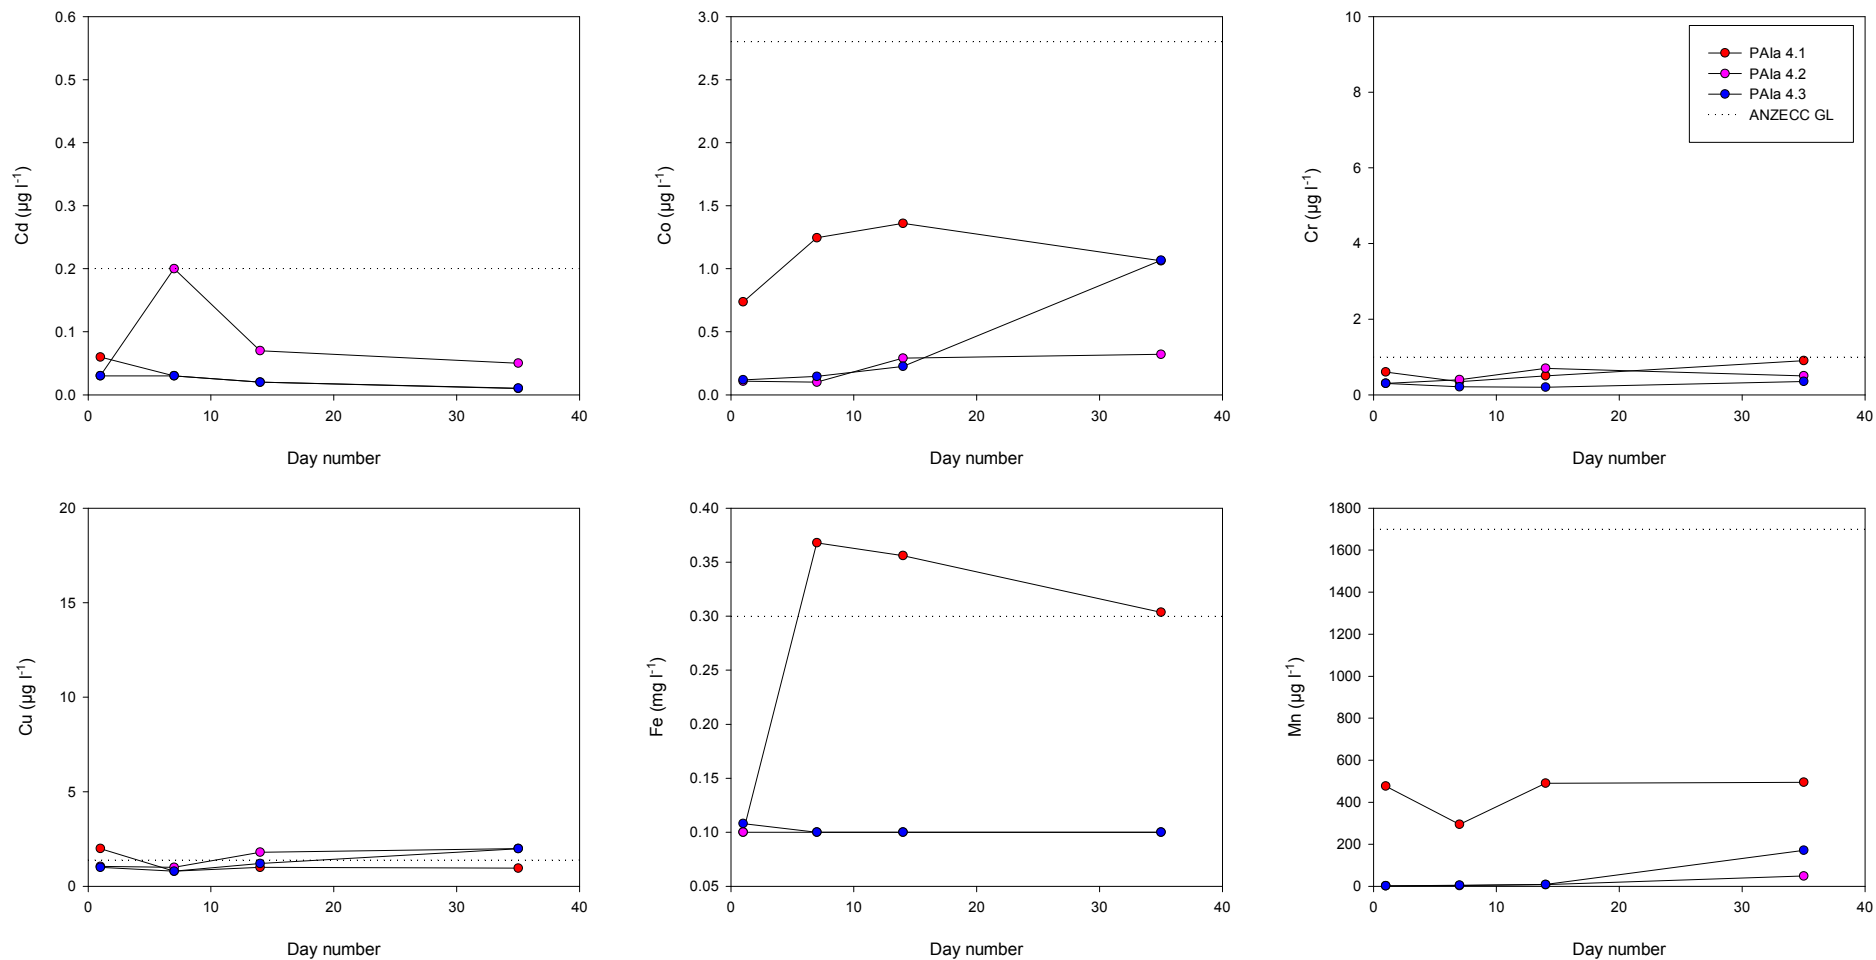 0.6
0.5
0.4
0.3
0.2
0.1
0.0
Cd (µg l-1)
0 10 20 30 40
Day number
3.0
2.5
2.0
1.5
1.0
0.5
0.0
Co (µg l-1)
0 10 20 30 40
Day number
10
8
6
4
2
0
Cr (µg l-1)
0 10 20 30 40
Day number
PAIa 4.1
PAIa 4.2
PAIa 4.3
ANZECC GL
20
15
10
5
0
Cu (µg l-1)
0 10 20 30 40
Day number
0.40
0.35
0.30
0.25
0.20
0.15
0.10
0.05
Fe (mg l-1)
0 10 20 30 40
Day number
1800
1600
1400
1200
1000
800
600
400
200
0
Mn (µg l-1)
0 10 20 30 40
Day number